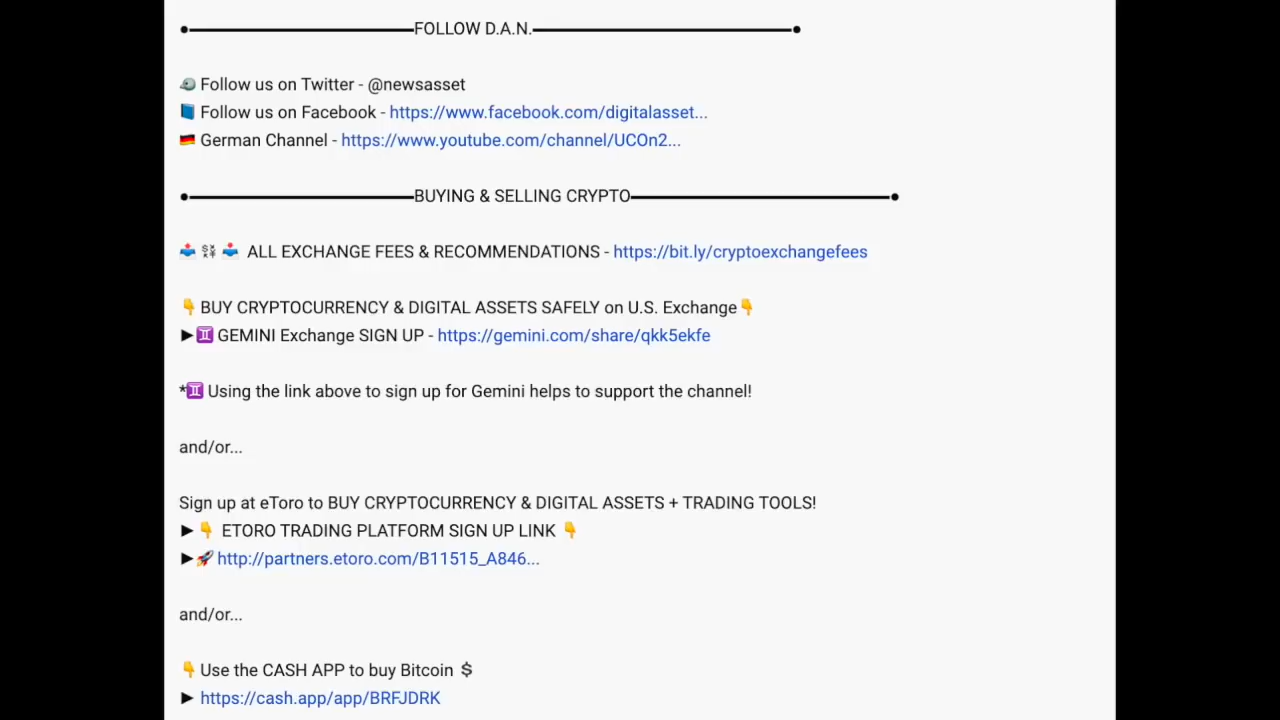 ●━━━━━━━━━━━━━FOLLOW D.A.N.━━━━━━━━━━━━━━━●
Follow us on Twitter - @newsasset
📘 Follow us on Facebook - https://www.facebook.com/digitalasset...
🇩🇪 German Channel - https://www.youtube.com/channel/UCOn2...
●━━━━━━━━━━━━━BUYING & SELLING CRYPTO━━━━━━━━━━━━━━━●
📥 💱 📥 ALL EXCHANGE FEES & RECOMMENDATIONS - https://bit.ly/cryptoexchangefees
👇 BUY CRYPTOCURRENCY & DIGITAL ASSETS SAFELY on U.S. Exchange👇
►♊ GEMINI Exchange SIGN UP - https://gemini.com/share/qkk5ekfe
*♊ Using the link above to sign up for Gemini helps to support the channel!
and/or...
Sign up at eToro to BUY CRYPTOCURRENCY & DIGITAL ASSETS + TRADING TOOLS!
►👇 ETORO TRADING PLATFORM SIGN UP LINK 👇
►🚀 http://partners.etoro.com/B11515_A846...
and/or...
👇 Use the CASH APP to buy Bitcoin 💲
► https://cash.app/app/BRFJDRK